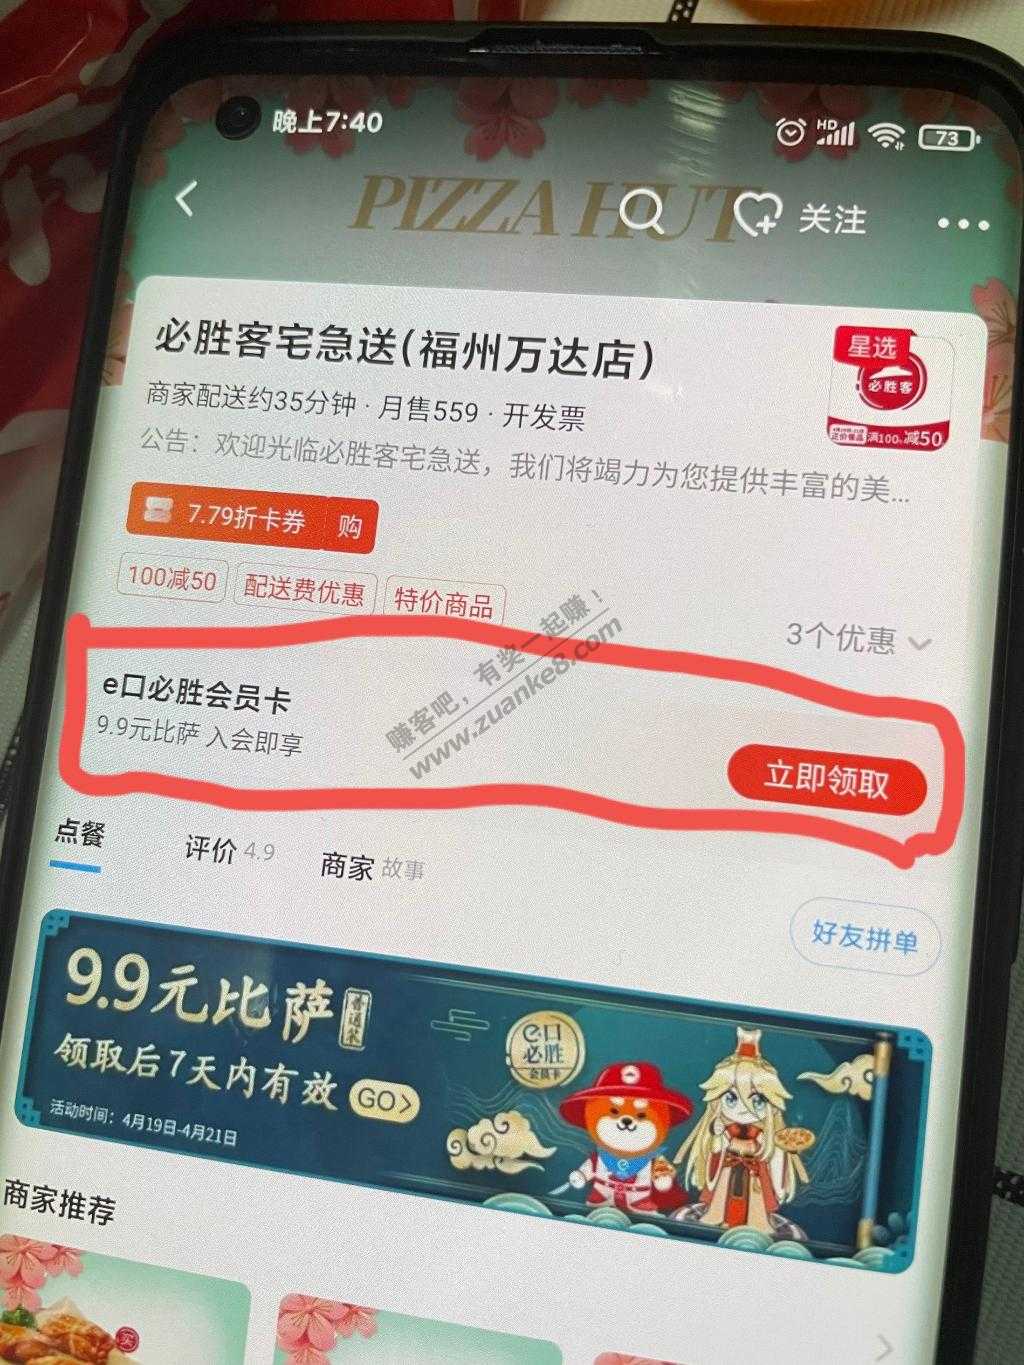 晚上7:40
HD
73
PIZZA HUT
关注
必胜客宅急送(福州万达店)
星选
必胜客
满100减50
商家配送约35分钟 · 月售559 · 开发票
公告：欢迎光临必胜客宅急送，我们将竭力为您提供丰富的美...
7.79折卡券 购
100减50 配送费优惠 特价商品
3个优惠
赚客吧，有奖一起赚！
www.zuanke8.com
e口必胜会员卡
9.9元比萨 入会即享
立即领取
点餐 评价 4.9 商家 故事
好友拼单
9.9元比萨
领取后7天内有效 GO>
活动时间：4月19日-4月21日
e口
必胜
会员卡
商家推荐